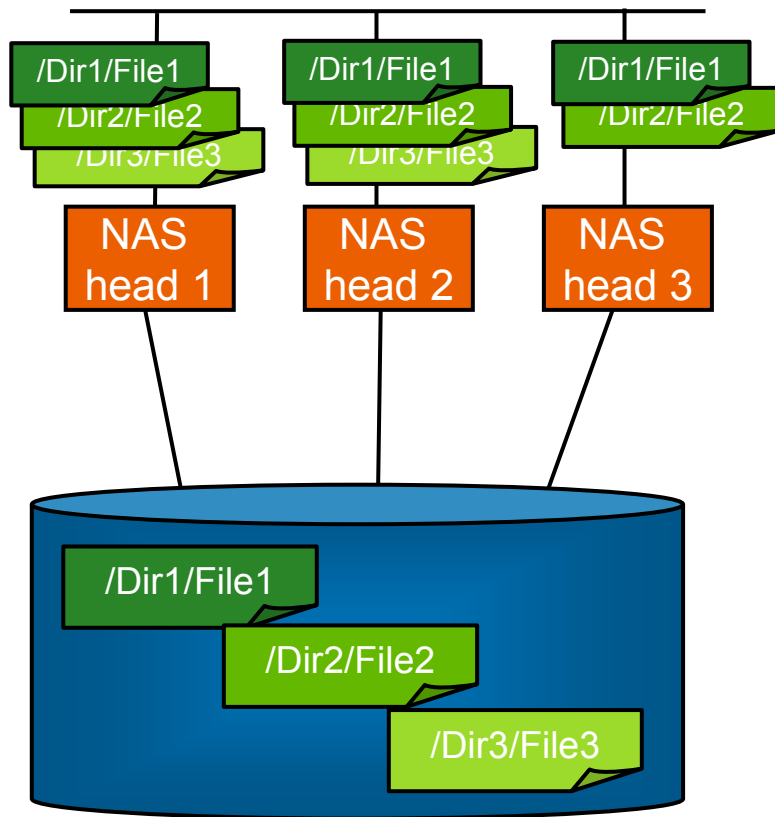 /Dir1/File1
/Dir2/File2
/Dir3/File3
/Dir1/File1
/Dir2/File2
/Dir3/File3
/Dir1/File1
/Dir2/File2
NAS
head 1
NAS
head 2
NAS
head 3
/Dir1/File1
/Dir2/File2
/Dir3/File3